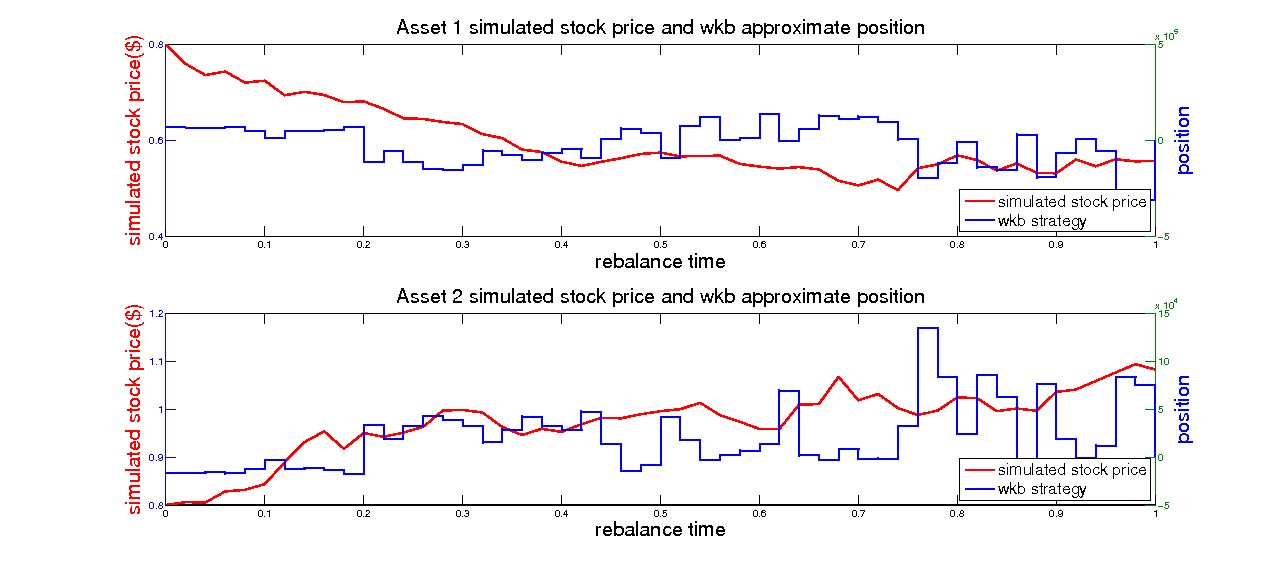 Asset 1 simulated stock price and wkb approximate position
simulated stock price($)
0.8
0.6
0.4
x 10^5
5
0
-5
position
simulated stock price
wkb strategy
0 0.1 0.2 0.3 0.4 0.5 0.6 0.7 0.8 0.9 1
rebalance time
Asset 2 simulated stock price and wkb approximate position
simulated stock price($)
1.2
1.1
1
0.9
0.8
x 10^4
15
10
5
0
-5
position
simulated stock price
wkb strategy
0 0.1 0.2 0.3 0.4 0.5 0.6 0.7 0.8 0.9 1
rebalance time